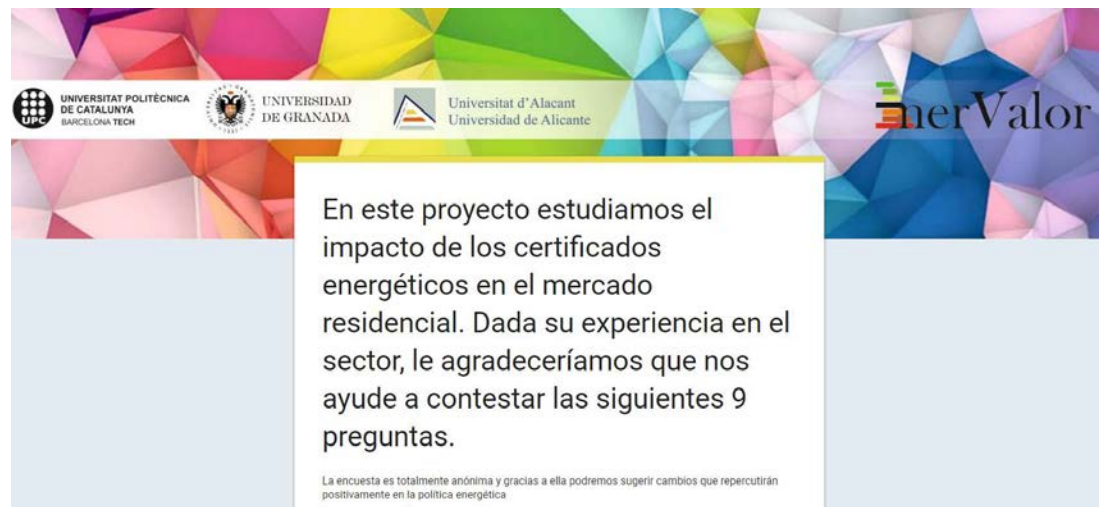 UNIVERSITAT POLITÈCNICA
DE CATALUNYA
BARCELONA TECH
UPC
UNIVERSIDAD
DE GRANADA
Universitat d'Alacant
Universidad de Alicante
EnerValor
En este proyecto estudiamos el
impacto de los certificados
energéticos en el mercado
residencial. Dada su experiencia en el
sector, le agradeceríamos que nos
ayude a contestar las siguientes 9
preguntas.
La encuesta es totalmente anónima y gracias a ella podremos sugerir cambios que repercutirán
positivamente en la política energética